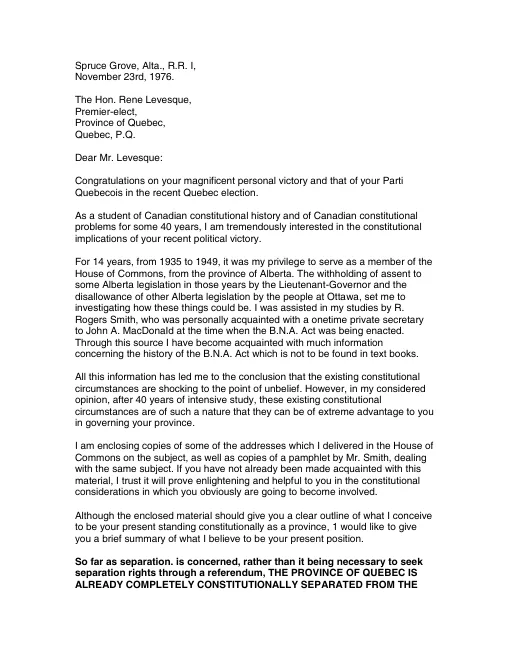 Spruce Grove, Alta., R.R. I,
November 23rd, 1976.
The Hon. Rene Levesque,
Premier-elect,
Province of Quebec,
Quebec, P.Q.
Dear Mr. Levesque:
Congratulations on your magnificent personal victory and that of your Parti
Quebecois in the recent Quebec election.
As a student of Canadian constitutional history and of Canadian constitutional
problems for some 40 years, I am tremendously interested in the constitutional
implications of your recent political victory.
For 14 years, from 1935 to 1949, it was my privilege to serve as a member of the
House of Commons, from the province of Alberta. The withholding of assent to
some Alberta legislation in those years by the Lieutenant-Governor and the
disallowance of other Alberta legislation by the people at Ottawa, set me to
investigating how these things could be. I was assisted in my studies by R.
Rogers Smith, who was personally acquainted with a onetime private secretary
to John A. MacDonald at the time when the B.N.A. Act was being enacted.
Through this source I have become acquainted with much information
concerning the history of the B.N.A. Act which is not to be found in text books.
All this information has led me to the conclusion that the existing constitutional
circumstances are shocking to the point of unbelief. However, in my considered
opinion, after 40 years of intensive study, these existing constitutional
circumstances are of such a nature that they can be of extreme advantage to you
in governing your province.
I am enclosing copies of some of the addresses which I delivered in the House of
Commons on the subject, as well as copies of a pamphlet by Mr. Smith, dealing
with the same subject. If you have not already been made acquainted with this
material, I trust it will prove enlightening and helpful to you in the constitutional
considerations in which you obviously are going to become involved.
Although the enclosed material should give you a clear outline of what I conceive
to be your present standing constitutionally as a province, 1 would like to give
you a brief summary of what I believe to be your present position.
So far as separation. is concerned, rather than it being necessary to seek
separation rights through a referendum, THE PROVINCE OF QUEBEC IS
ALREADY COMPLETELY CONSTITUTIONALLY SEPARATED FROM THE